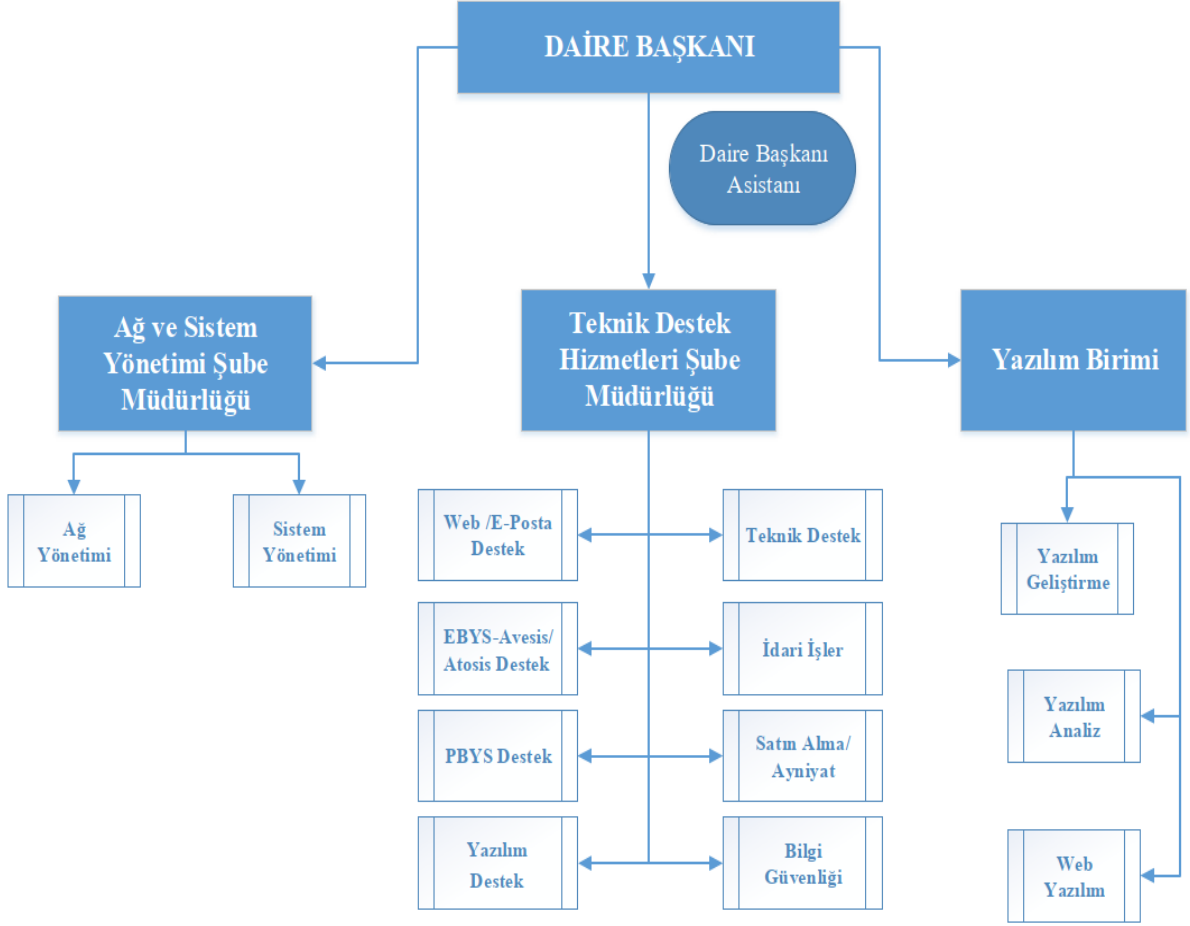 DAİRE BAŞKANI
Daire Başkanı
Asistanı
Ağ ve Sistem
Yönetimi Şube
Müdürlüğü
Teknik Destek
Hizmetleri Şube
Müdürlüğü
Yazılım Birimi
Ağ
Yönetimi
Sistem
Yönetimi
Web /E-Posta
Destek
Teknik Destek
EBYS-Avesis/
Atosis Destek
İdari İşler
PBYS Destek
Satın Alma/
Ayniyat
Yazılım
Destek
Bilgi
Güvenliği
Yazılım
Geliştirme
Yazılım
Analiz
Web
Yazılım